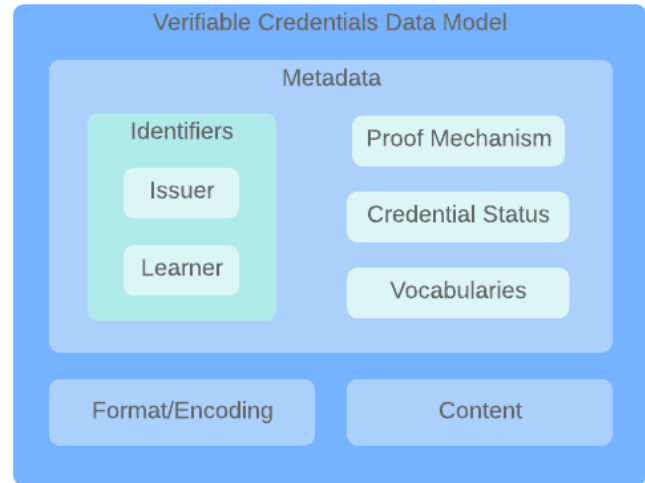 Verifiable Credentials Data Model
Metadata
Identifiers
Issuer
Learner
Proof Mechanism
Credential Status
Vocabularies
Format/Encoding
Content